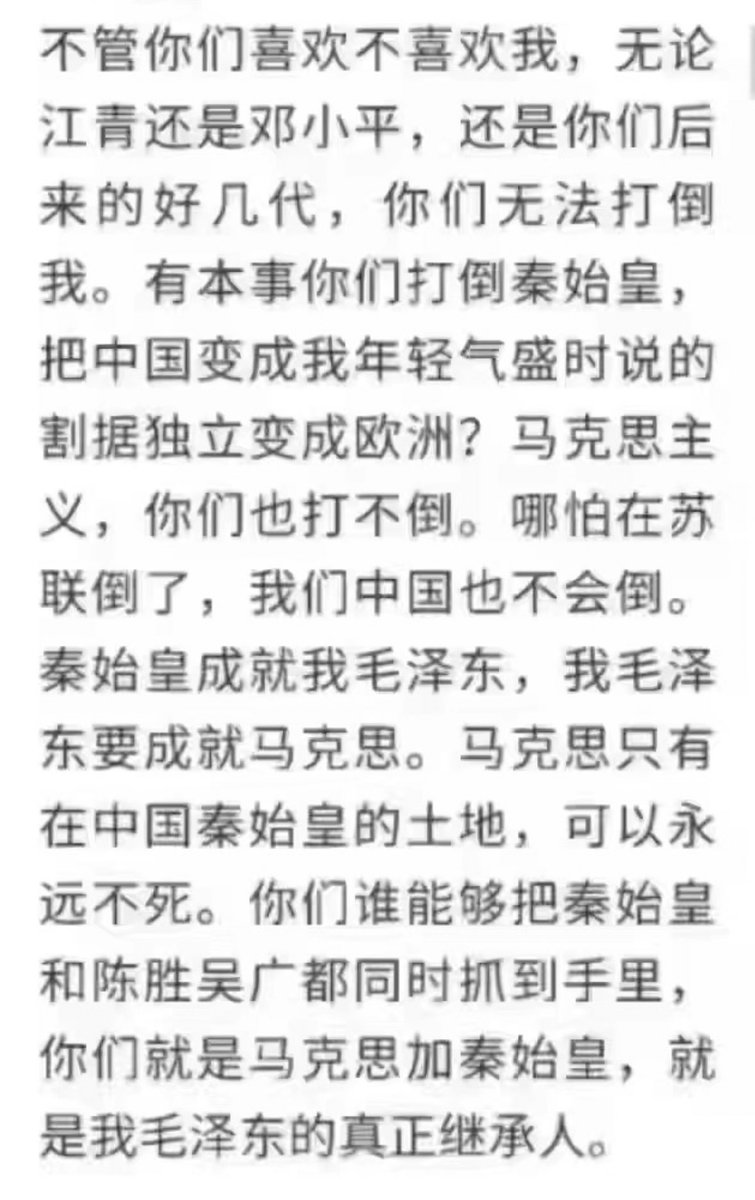 不管你们喜欢不喜欢我，无论
江青还是邓小平，还是你们后
来的好几代，你们无法打倒
我。有本事你们打倒秦始皇，
把中国变成我年轻气盛时说的
割据独立变成欧洲？马克思主
义，你们也打不倒。哪怕在苏
联倒了，我们中国也不会倒。
秦始皇成就我毛泽东，我毛泽
东要成就马克思。马克思只有
在中国秦始皇的土地，可以永
远不死。你们谁能够把秦始皇
和陈胜吴广都同时抓到手里，
你们就是马克思加秦始皇，就
是我毛泽东的真正继承人。